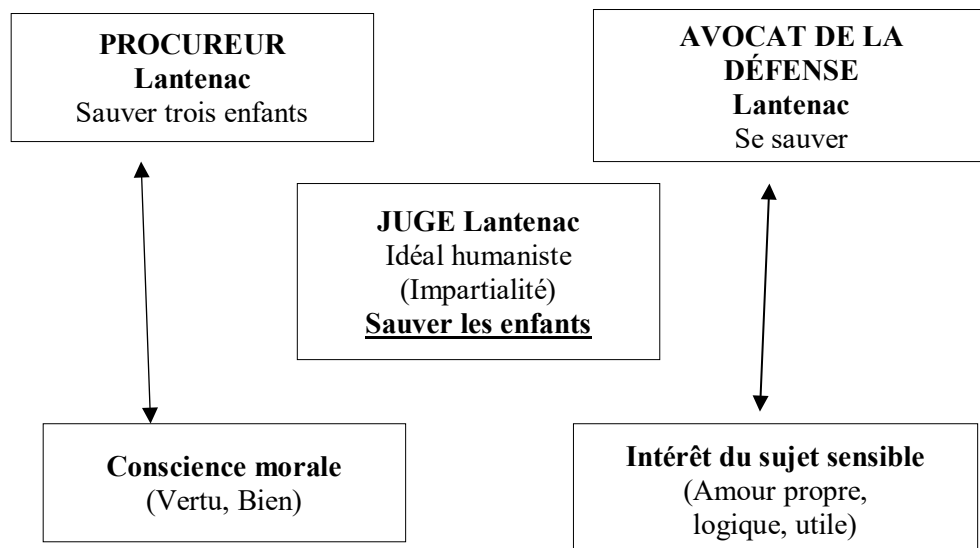 PROCUREUR
Lantenac
Sauver trois enfants
AVOCAT DE LA
DÉFENSE
Lantenac
Se sauver
JUGE Lantenac
Idéal humaniste
(Impartialité)
Sauver les enfants
Conscience morale
(Vertu, Bien)
Intérêt du sujet sensible
(Amour propre,
logique, utile)